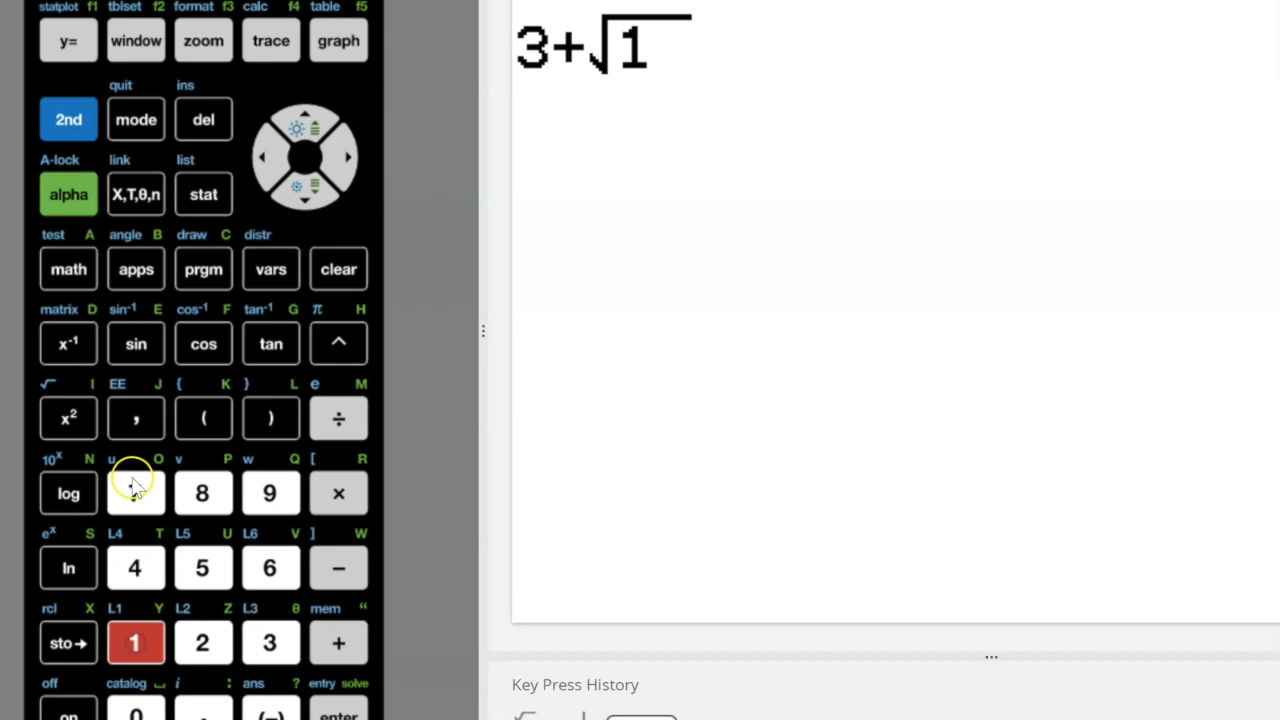 statplot f1 tblset f2 format f3 calc f4 table f5
y= window zoom trace graph
3+√1
quit ins
2nd mode del
A-lock link list
alpha X,T,θ,n stat
test A angle B draw C distr
math apps prgm vars clear
matrix D sin-1 E cos-1 F tan-1 G π H
x-1 sin cos tan ^
√ I EE J { K } L e M
x2 , ( ) ÷
10x N u O v P w Q [ R
log 8 9 ×
ex S L4 T L5 U L6 V ] W
ln 4 5 6 −
rcl X L1 Y L2 Z L3 θ mem "
sto→ 1 2 3 +
off catalog ⎵ i : ans ? entry solve
on 0 . (−) enter
Key Press History